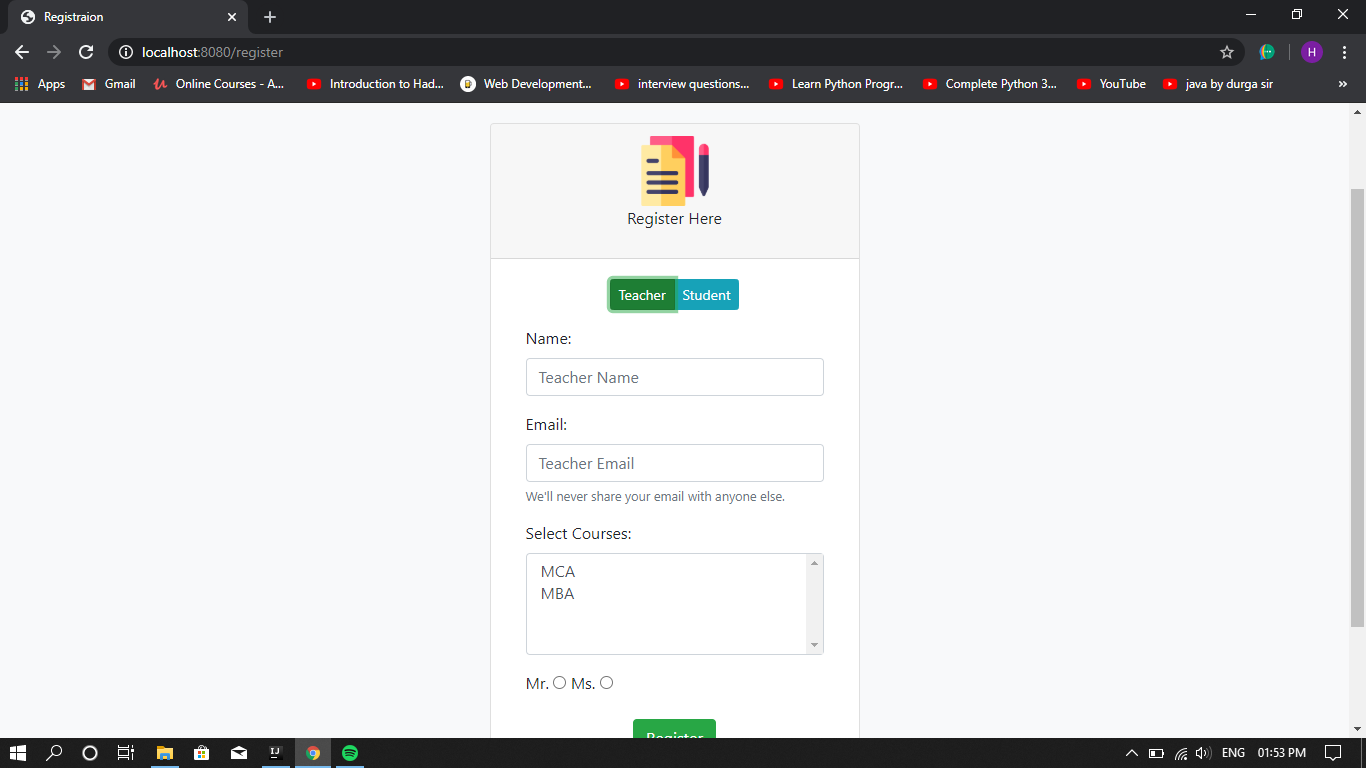 Registraion
localhost:8080/register
H
Apps Gmail Online Courses - A... Introduction to Had... Web Development... interview questions... Learn Python Progr... Complete Python 3... YouTube java by durga sir »
Register Here
Teacher Student
Name:
Teacher Name
Email:
Teacher Email
We'll never share your email with anyone else.
Select Courses:
MCA
MBA
Mr. Ms.
Register
IJ ENG 01:53 PM